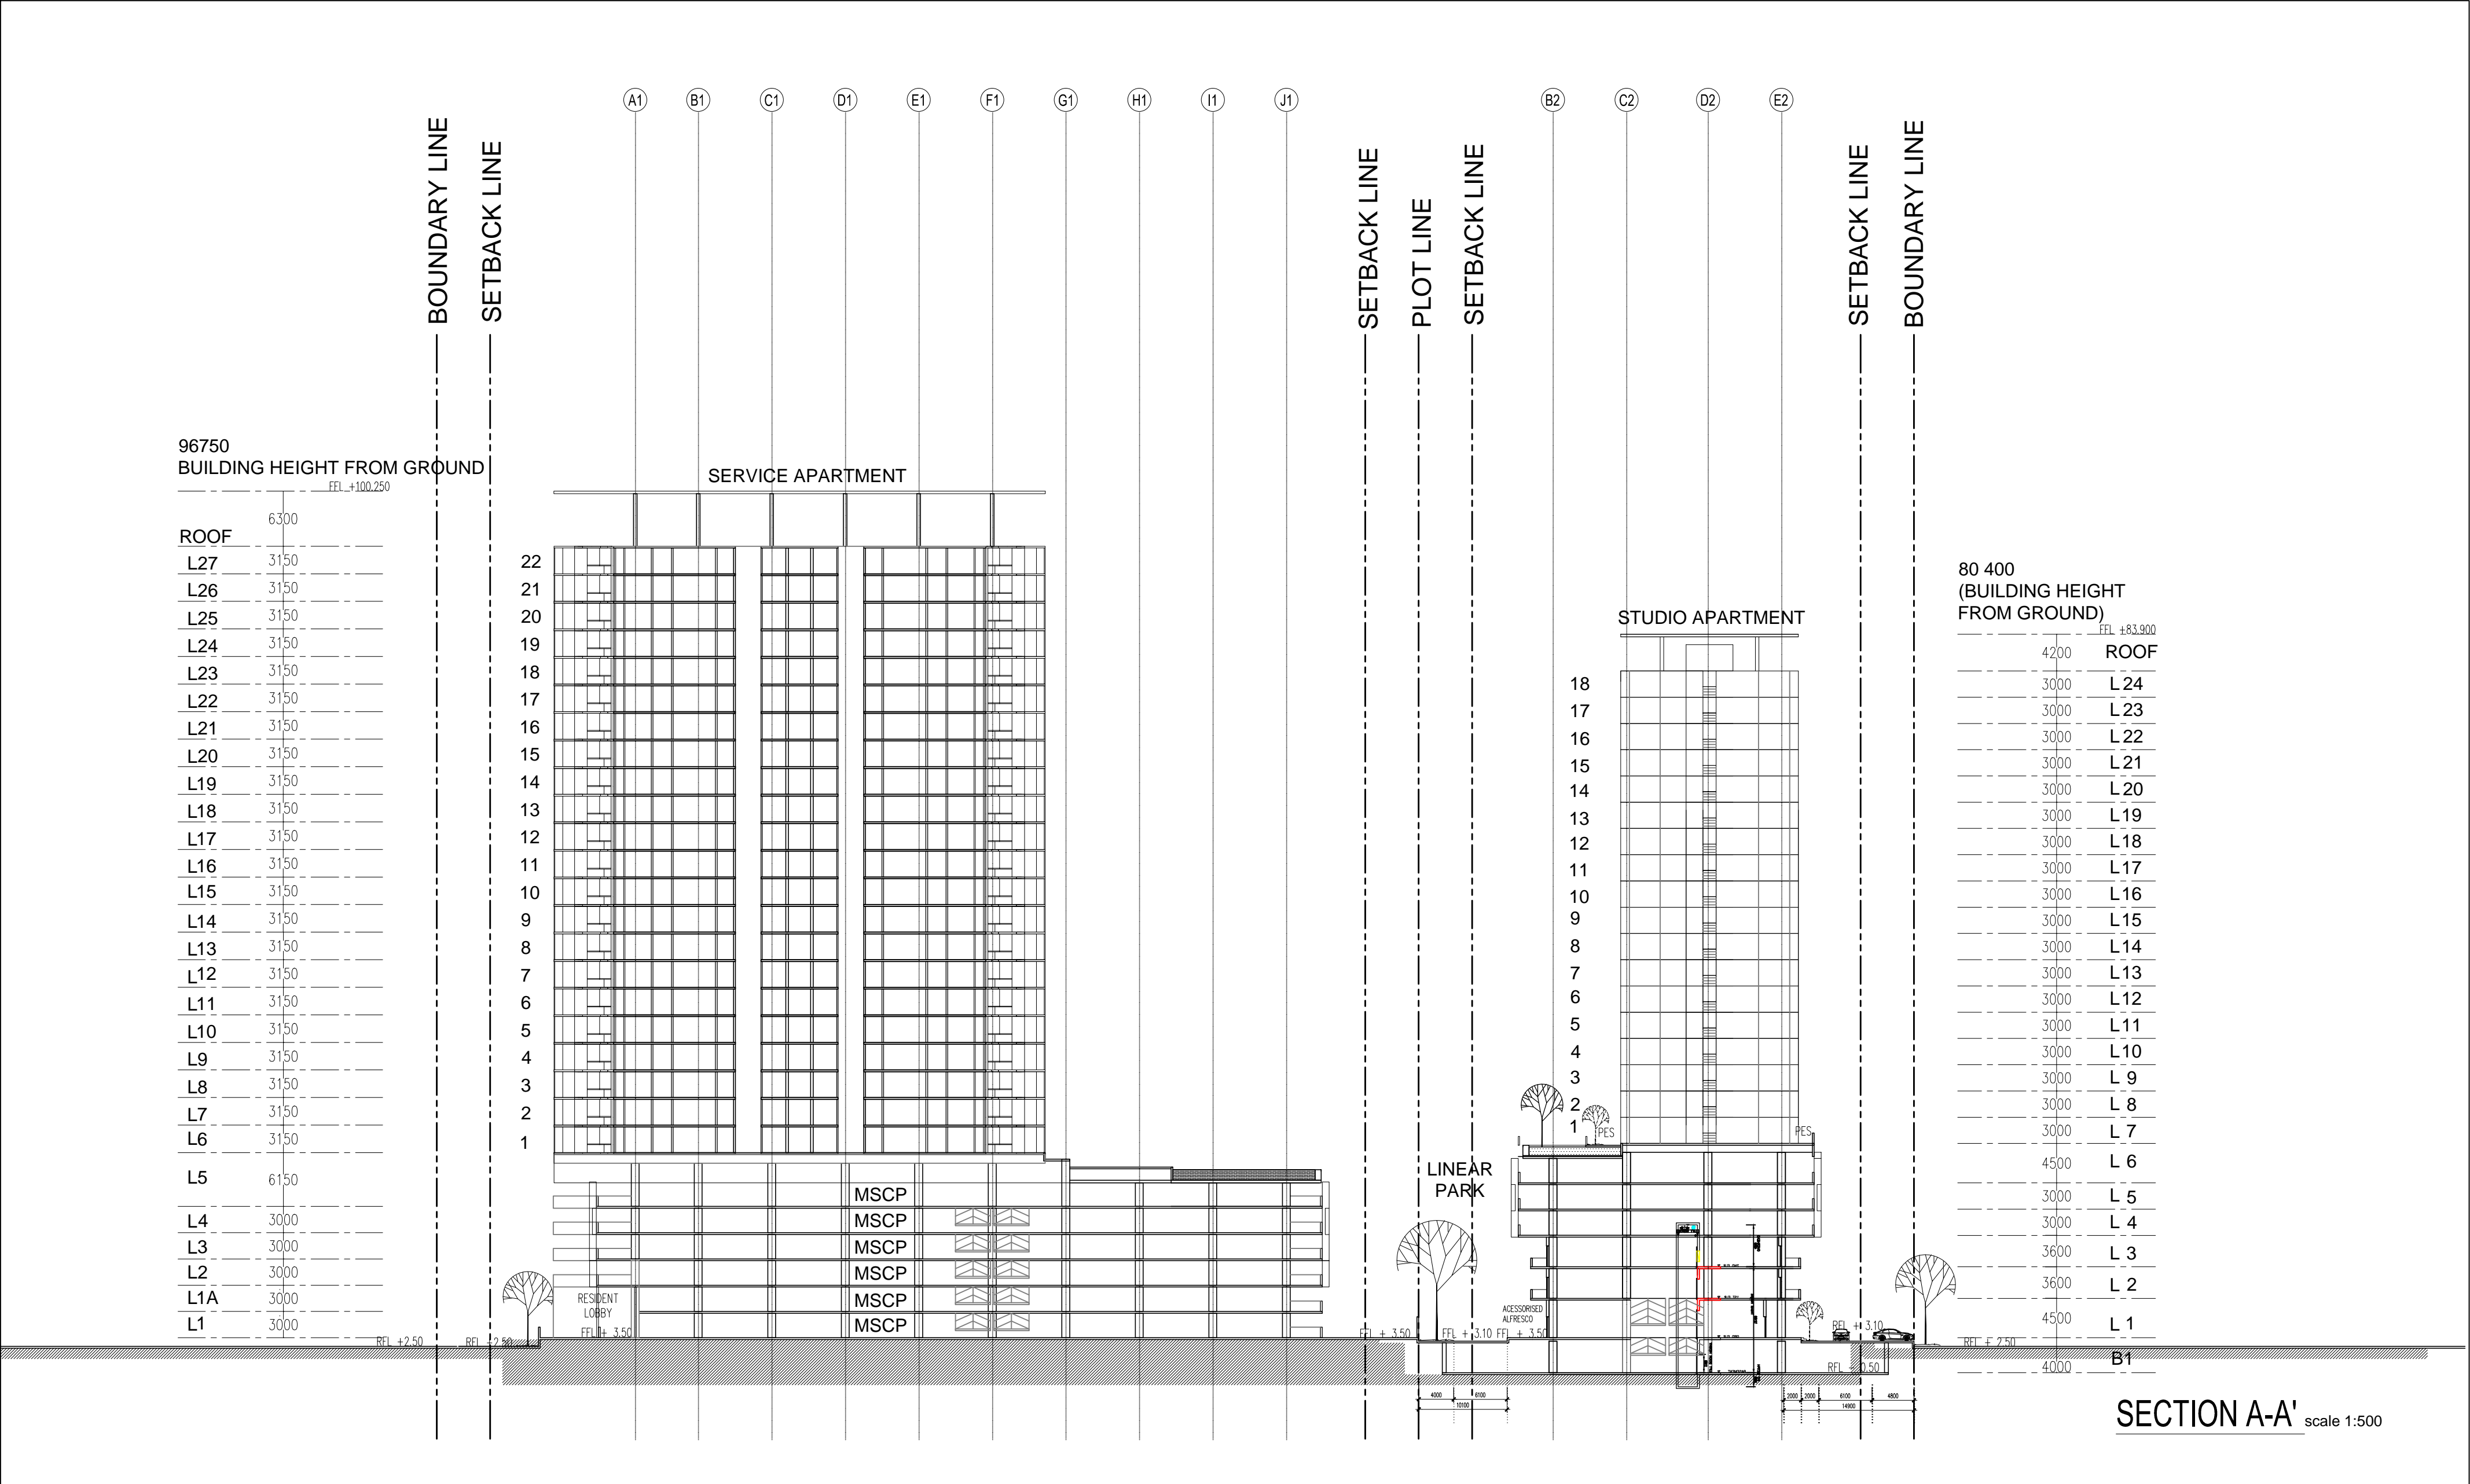 A1 B1 C1 D1 E1 F1 G1 H1 I1 J1 B2 C2 D2 E2
BOUNDARY LINE
SETBACK LINE
SETBACK LINE
PLOT LINE
SETBACK LINE
SETBACK LINE
BOUNDARY LINE
96750
BUILDING HEIGHT FROM GROUND
FFL +100.250
6300
ROOF
L27 3150
L26 3150
L25 3150
L24 3150
L23 3150
L22 3150
L21 3150
L20 3150
L19 3150
L18 3150
L17 3150
L16 3150
L15 3150
L14 3150
L13 3150
L12 3150
L11 3150
L10 3150
L9 3150
L8 3150
L7 3150
L6 3150
L5 6150
L4 3000
L3 3000
L2 3000
L1A 3000
L1 3000
RFL +2.50
RFL +2.50
SERVICE APARTMENT
22
21
20
19
18
17
16
15
14
13
12
11
10
9
8
7
6
5
4
3
2
1
MSCP
MSCP
MSCP
MSCP
MSCP
MSCP
RESIDENT
LOBBY
FFL + 3.50
FFL + 3.50
LINEAR
PARK
FFL + 3.10 FFL + 3.50
ACESSORISED
ALFRESCO
STUDIO APARTMENT
18
17
16
15
14
13
12
11
10
9
8
7
6
5
4
3
2
1
PES
PES
RFL + 3.10
RFL - 0.50
RFL + 2.50
4000 6100
10100
2000 2000 6100 4800
14900
80 400
(BUILDING HEIGHT
FROM GROUND)
FFL +83.900
4200 ROOF
3000 L 24
3000 L 23
3000 L 22
3000 L 21
3000 L 20
3000 L 19
3000 L 18
3000 L 17
3000 L 16
3000 L 15
3000 L 14
3000 L 13
3000 L 12
3000 L 11
3000 L 10
3000 L 9
3000 L 8
3000 L 7
4500 L 6
3000 L 5
3000 L 4
3600 L 3
3600 L 2
4500 L 1
4000 B1
SECTION A-A' scale 1:500